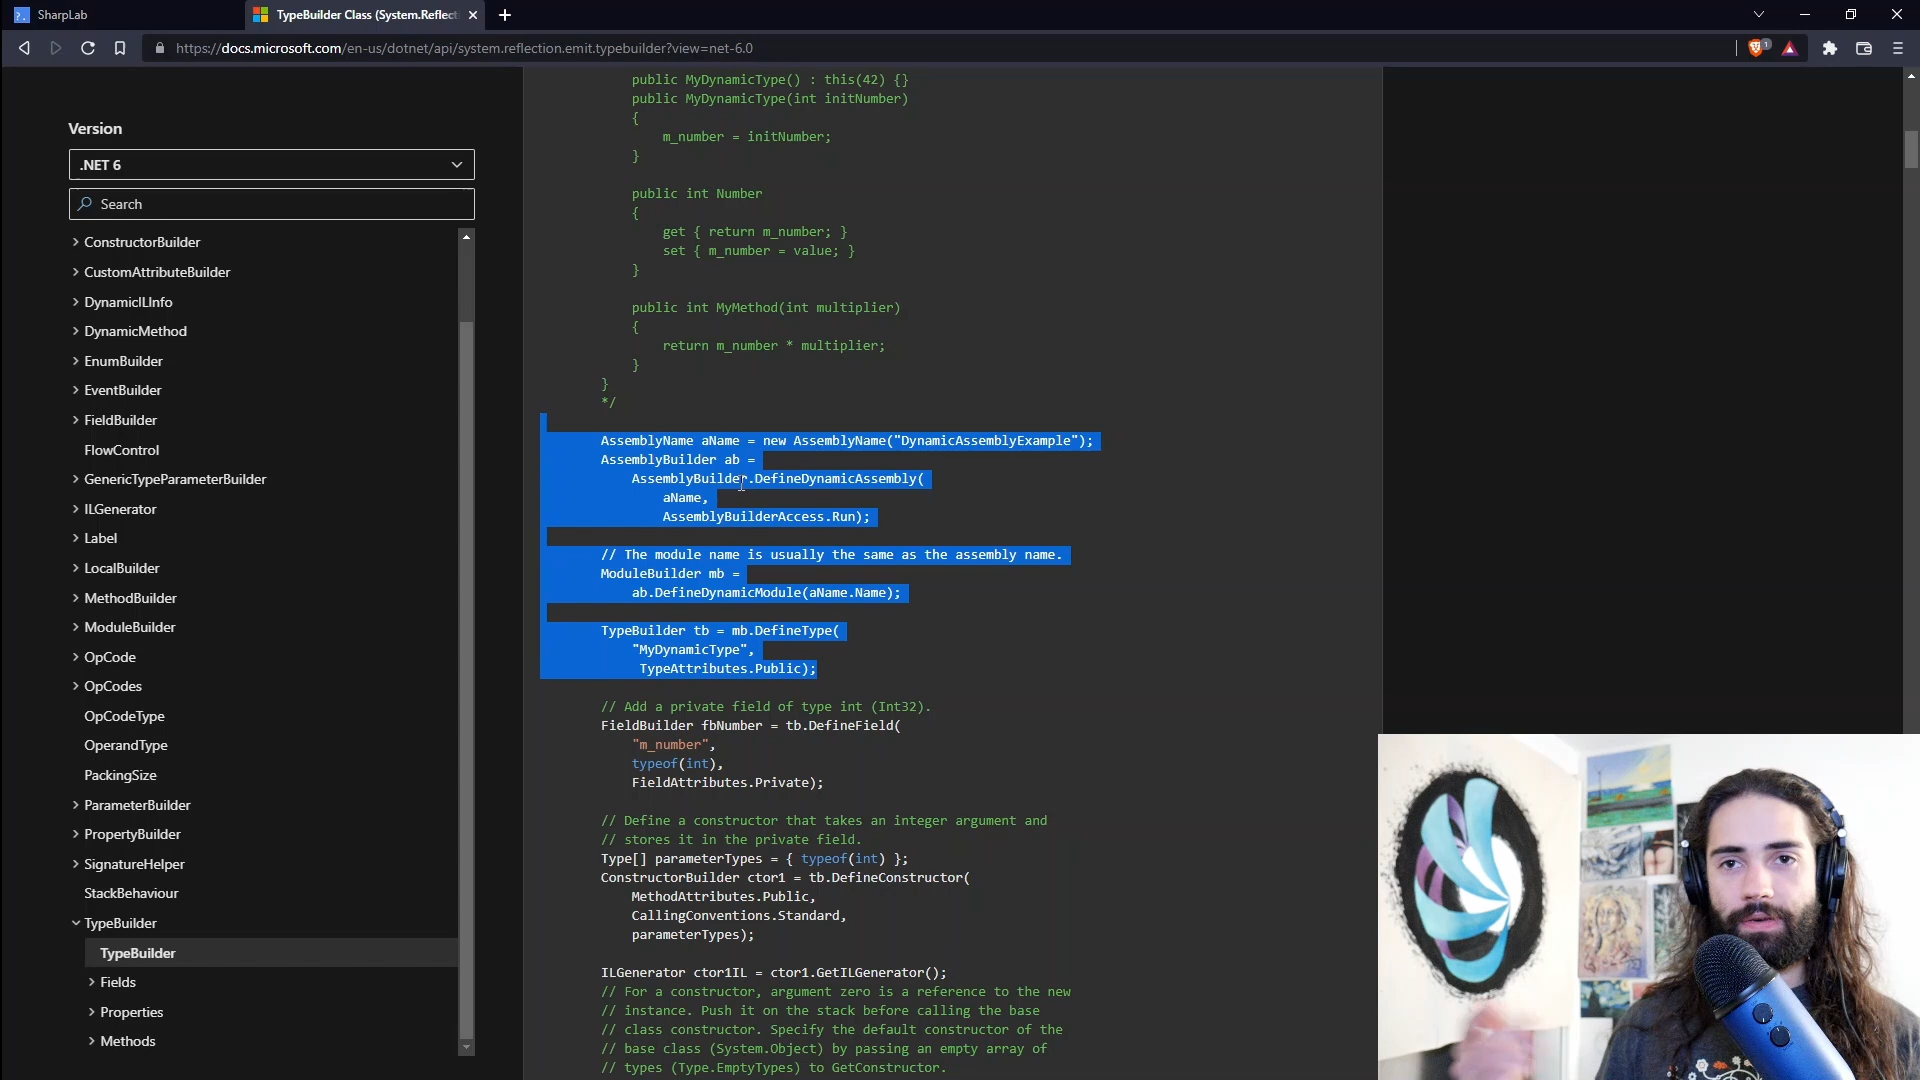 SharpLab
TypeBuilder Class (System.Reflect
https://docs.microsoft.com/en-us/dotnet/api/system.reflection.emit.typebuilder?view=net-6.0
1
Version
.NET 6
Search
ConstructorBuilder
CustomAttributeBuilder
DynamicILInfo
DynamicMethod
EnumBuilder
EventBuilder
FieldBuilder
FlowControl
GenericTypeParameterBuilder
ILGenerator
Label
LocalBuilder
MethodBuilder
ModuleBuilder
OpCode
OpCodes
OpCodeType
OperandType
PackingSize
ParameterBuilder
PropertyBuilder
SignatureHelper
StackBehaviour
TypeBuilder
TypeBuilder
Fields
Properties
Methods
public MyDynamicType() : this(42) {}
public MyDynamicType(int initNumber)
{
m_number = initNumber;
}
public int Number
{
get { return m_number; }
set { m_number = value; }
}
public int MyMethod(int multiplier)
{
return m_number * multiplier;
}
}
*/
AssemblyName aName = new AssemblyName("DynamicAssemblyExample");
AssemblyBuilder ab =
AssemblyBuilder.DefineDynamicAssembly(
aName,
AssemblyBuilderAccess.Run);
// The module name is usually the same as the assembly name.
ModuleBuilder mb =
ab.DefineDynamicModule(aName.Name);
TypeBuilder tb = mb.DefineType(
"MyDynamicType",
TypeAttributes.Public);
// Add a private field of type int (Int32).
FieldBuilder fbNumber = tb.DefineField(
"m_number",
typeof(int),
FieldAttributes.Private);
// Define a constructor that takes an integer argument and
// stores it in the private field.
Type[] parameterTypes = { typeof(int) };
ConstructorBuilder ctor1 = tb.DefineConstructor(
MethodAttributes.Public,
CallingConventions.Standard,
parameterTypes);
ILGenerator ctor1IL = ctor1.GetILGenerator();
// For a constructor, argument zero is a reference to the new
// instance. Push it on the stack before calling the base
// class constructor. Specify the default constructor of the
// base class (System.Object) by passing an empty array of
// types (Type.EmptyTypes) to GetConstructor.